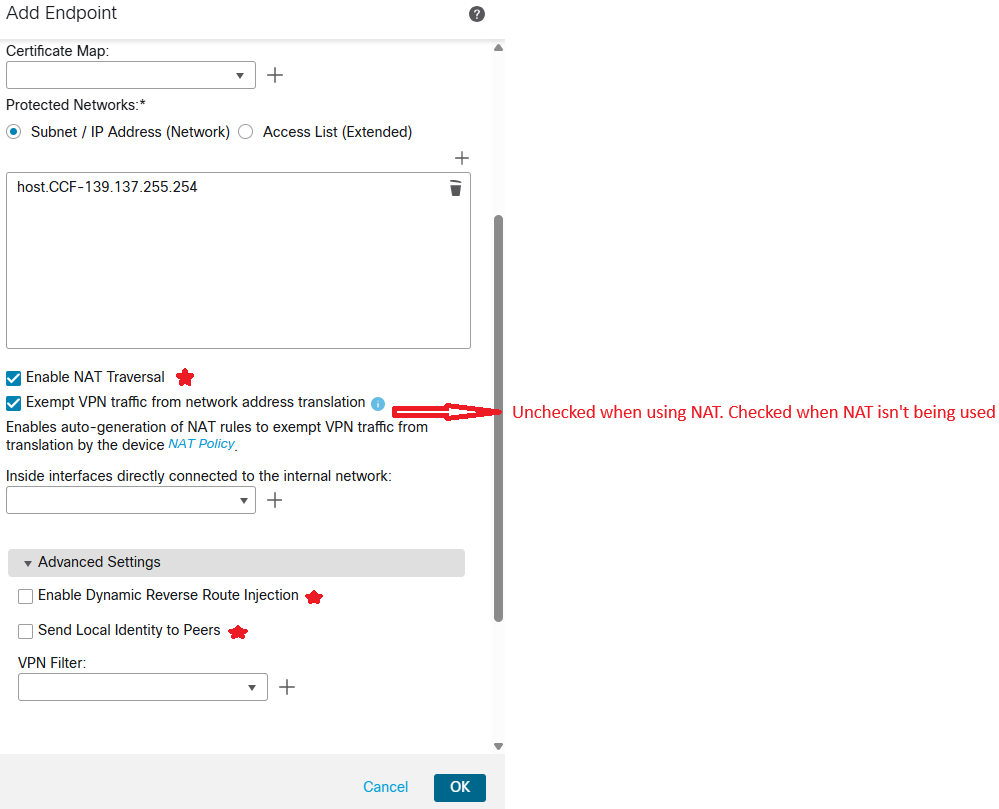 Add Endpoint
?
Certificate Map:
Protected Networks:*
Subnet / IP Address (Network) Access List (Extended)
host.CCF-139.137.255.254
Enable NAT Traversal
Exempt VPN traffic from network address translation i
Unchecked when using NAT. Checked when NAT isn't being used
Enables auto-generation of NAT rules to exempt VPN traffic from
translation by the device NAT Policy.
Inside interfaces directly connected to the internal network:
Advanced Settings
Enable Dynamic Reverse Route Injection
Send Local Identity to Peers
VPN Filter:
Cancel OK